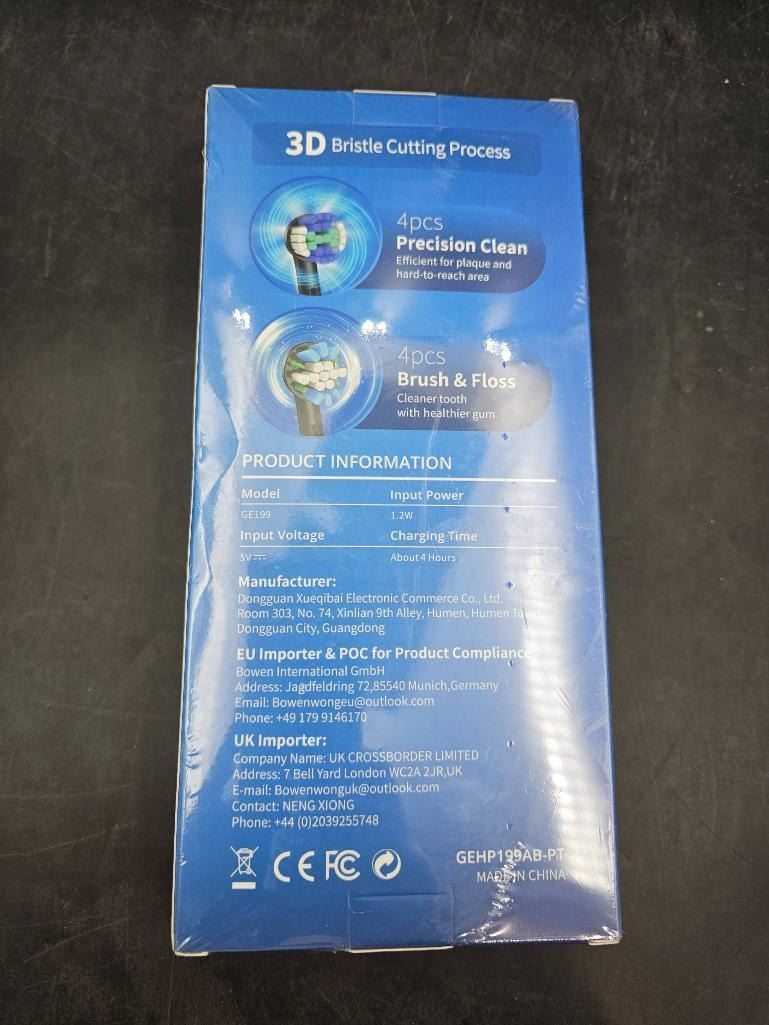 3D Bristle Cutting Process
4pcs
Precision Clean
Efficient for plaque and
hard-to-reach area
4pcs
Brush & Floss
Cleaner tooth
with healthier gum
PRODUCT INFORMATION
Model Input Power
GE199 1.2W
Input Voltage Charging Time
5V⎓ About 4 Hours
Manufacturer:
Dongguan Xueqibai Electronic Commerce Co., Ltd.
Room 303, No. 74, Xinlian 9th Alley, Humen, Humen Town,
Dongguan City, Guangdong
EU Importer & POC for Product Compliance:
Bowen International GmbH
Address: Jagdfeldring 72,85540 Munich,Germany
Email: Bowenwongeu@outlook.com
Phone: +49 179 9146170
UK Importer:
Company Name: UK CROSSBORDER LIMITED
Address: 7 Bell Yard London WC2A 2JR,UK
E-mail: Bowenwonguk@outlook.com
Contact: NENG XIONG
Phone: +44 (0)2039255748
CE FC
GEHP199AB-PT
MADE IN CHINA